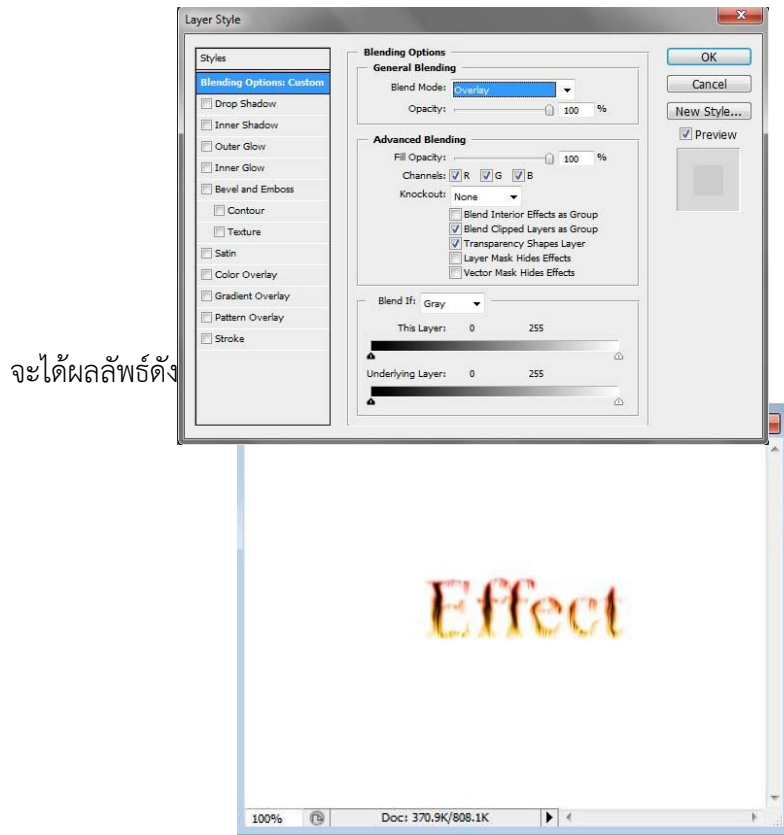 Layer Style
Styles
Blending Options: Custom
Drop Shadow
Inner Shadow
Outer Glow
Inner Glow
Bevel and Emboss
Contour
Texture
Satin
Color Overlay
Gradient Overlay
Pattern Overlay
Stroke
Blending Options
General Blending
Blend Mode: Overlay
Opacity: 100 %
Advanced Blending
Fill Opacity: 100 %
Channels: R G B
Knockout: None
Blend Interior Effects as Group
Blend Clipped Layers as Group
Transparency Shapes Layer
Layer Mask Hides Effects
Vector Mask Hides Effects
Blend If: Gray
This Layer: 0 255
Underlying Layer: 0 255
OK
Cancel
New Style...
Preview
จะได้ผลลัพธ์ดัง
Effect
100% Doc: 370.9K/808.1K